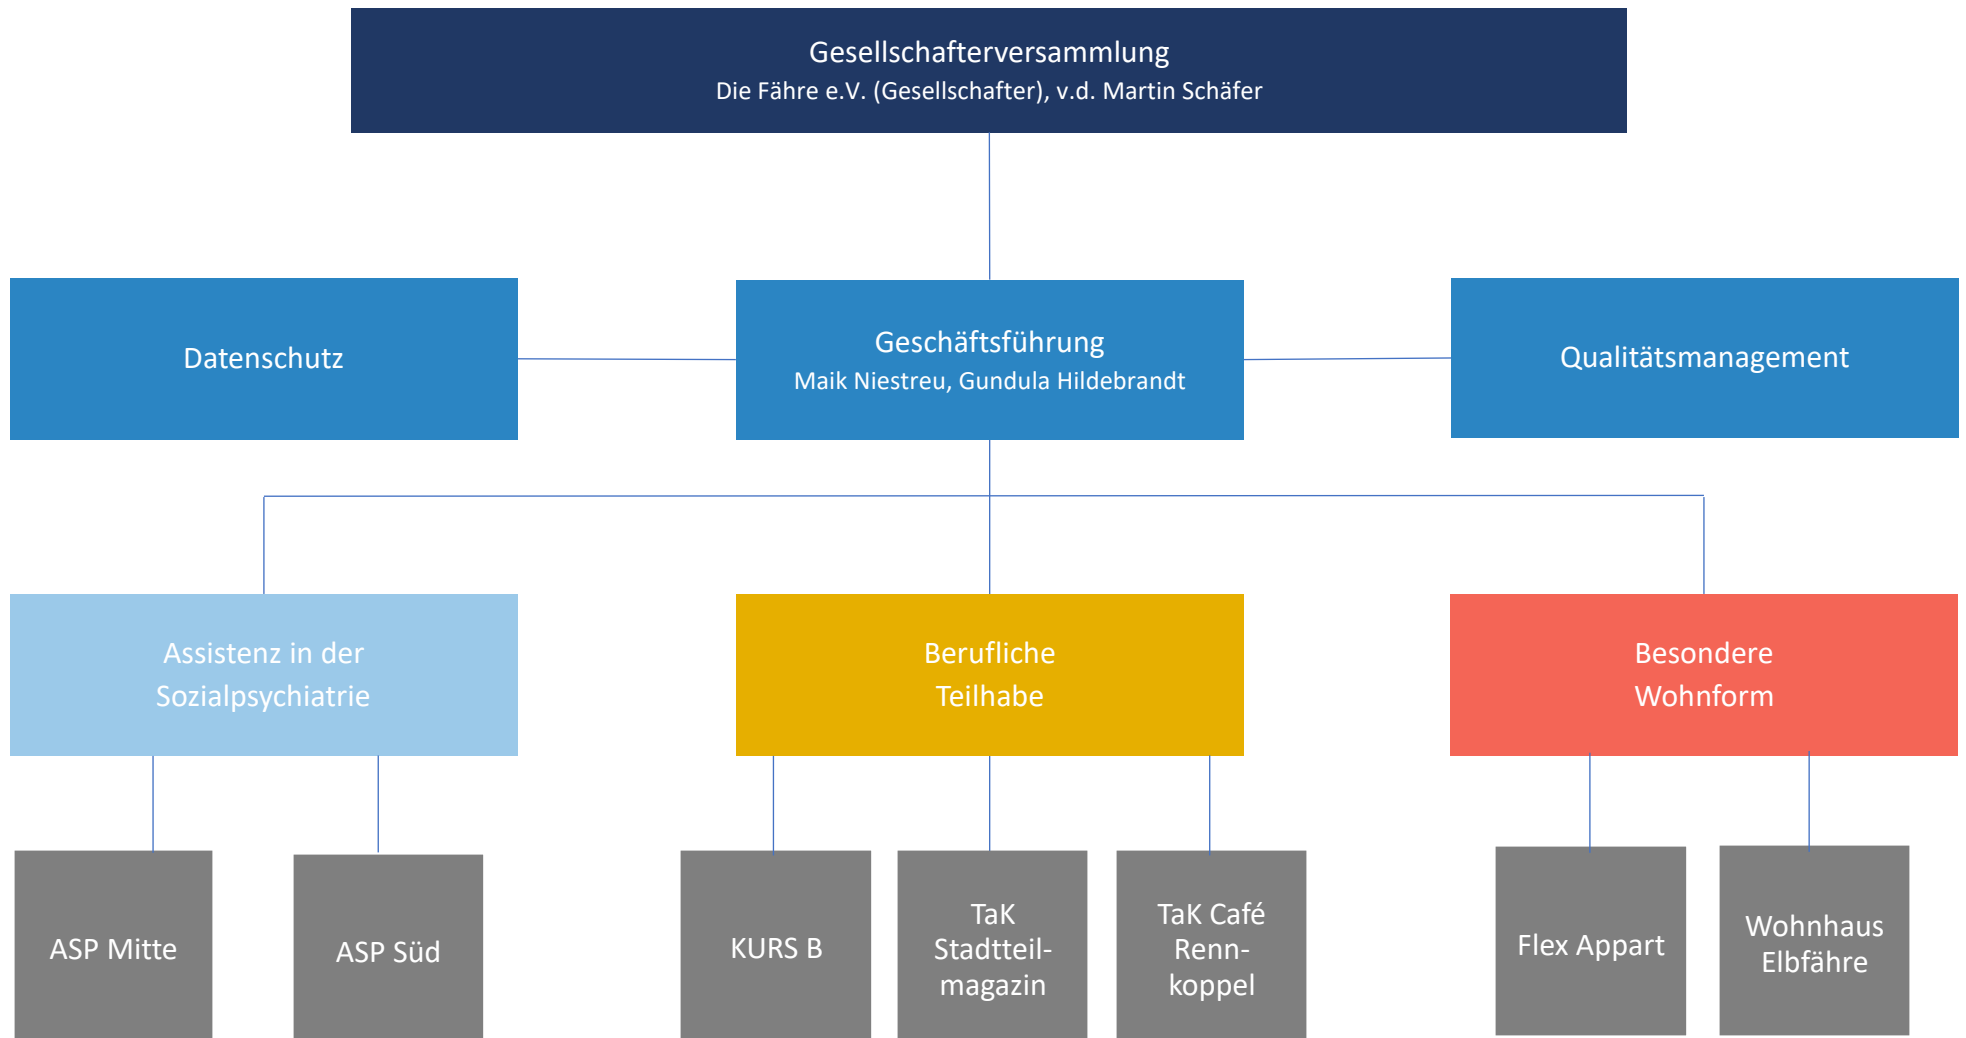 Gesellschafterversammlung
Die Fähre e.V. (Gesellschafter), v.d. Martin Schäfer
Datenschutz
Geschäftsführung
Maik Niestreu, Gundula Hildebrandt
Qualitätsmanagement
Assistenz in der
Sozialpsychiatrie
Berufliche
Teilhabe
Besondere
Wohnform
ASP Mitte
ASP Süd
KURS B
TaK
Stadtteil-
magazin
TaK Café
Renn-
koppel
Flex Appart
Wohnhaus
Elbfähre